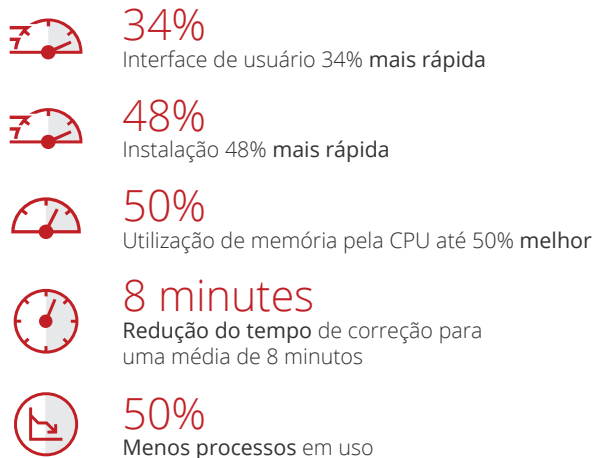 34%
Interface de usuário 34% mais rápida
48%
Instalação 48% mais rápida
50%
Utilização de memória pela CPU até 50% melhor
8 minutes
Redução do tempo de correção para
uma média de 8 minutos
50%
Menos processos em uso